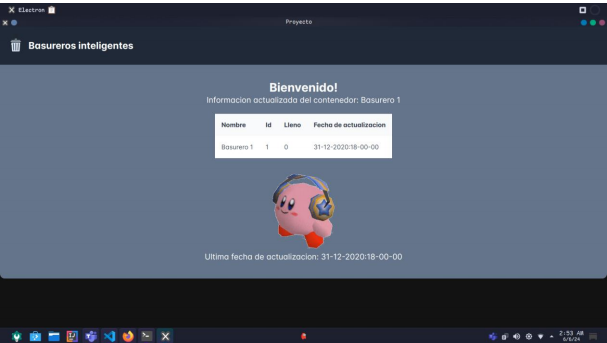 Electron
Proyecto
Basureros inteligentes
Bienvenido!
Informacion actualizada del contenedor: Basurero 1
Nombre Id Lleno Fecha de actualizacion
Basurero 1 1 0 31-12-2020:18-00-00
Ultima fecha de actualizacion: 31-12-2020:18-00-00
2:53 AM
6/6/24